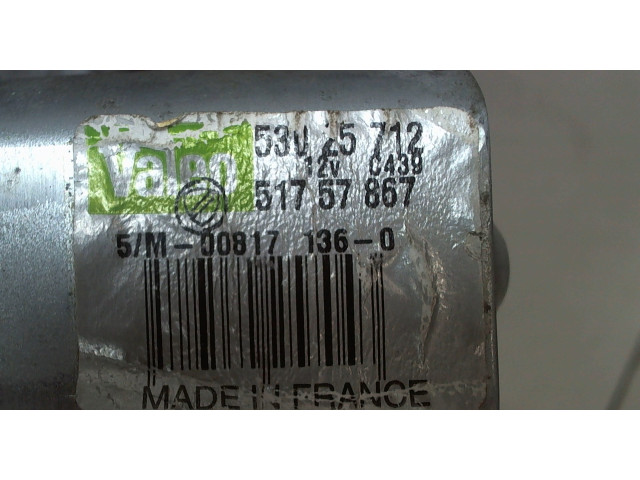 Valeo
530 25 712
12V 0439
517 57 867
5/M-00817 136-0
MADE IN FRANCE